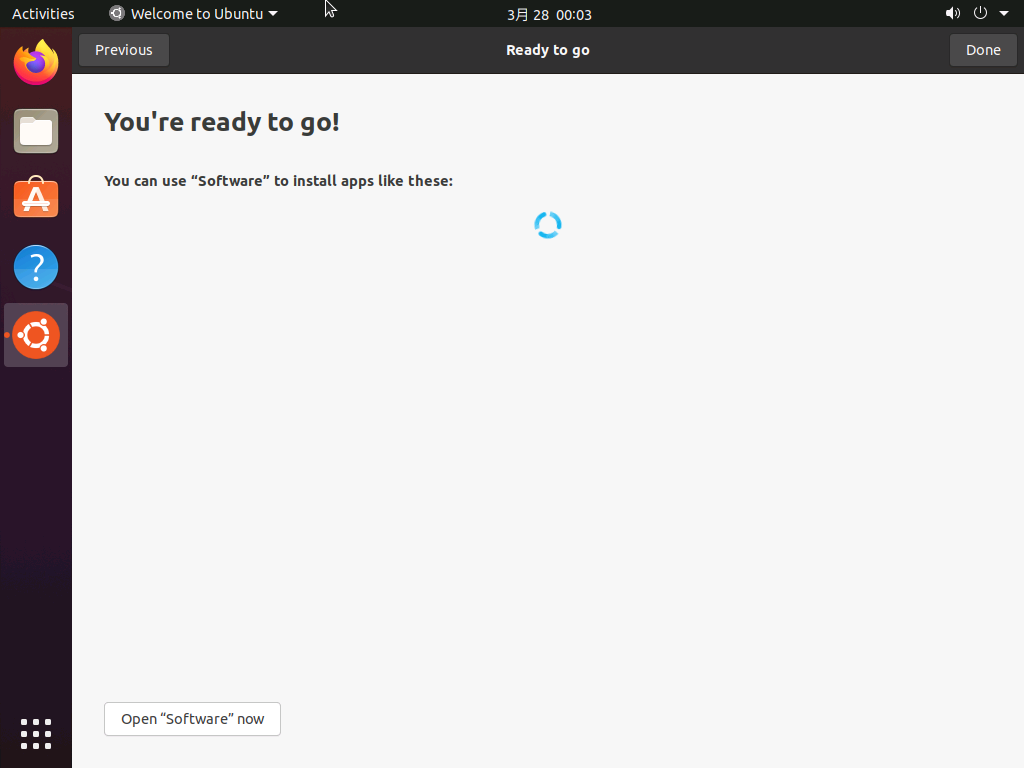 Activities
Welcome to Ubuntu
3月 28 00:03
Previous
Ready to go
Done
You're ready to go!
You can use “Software” to install apps like these:
Open “Software” now